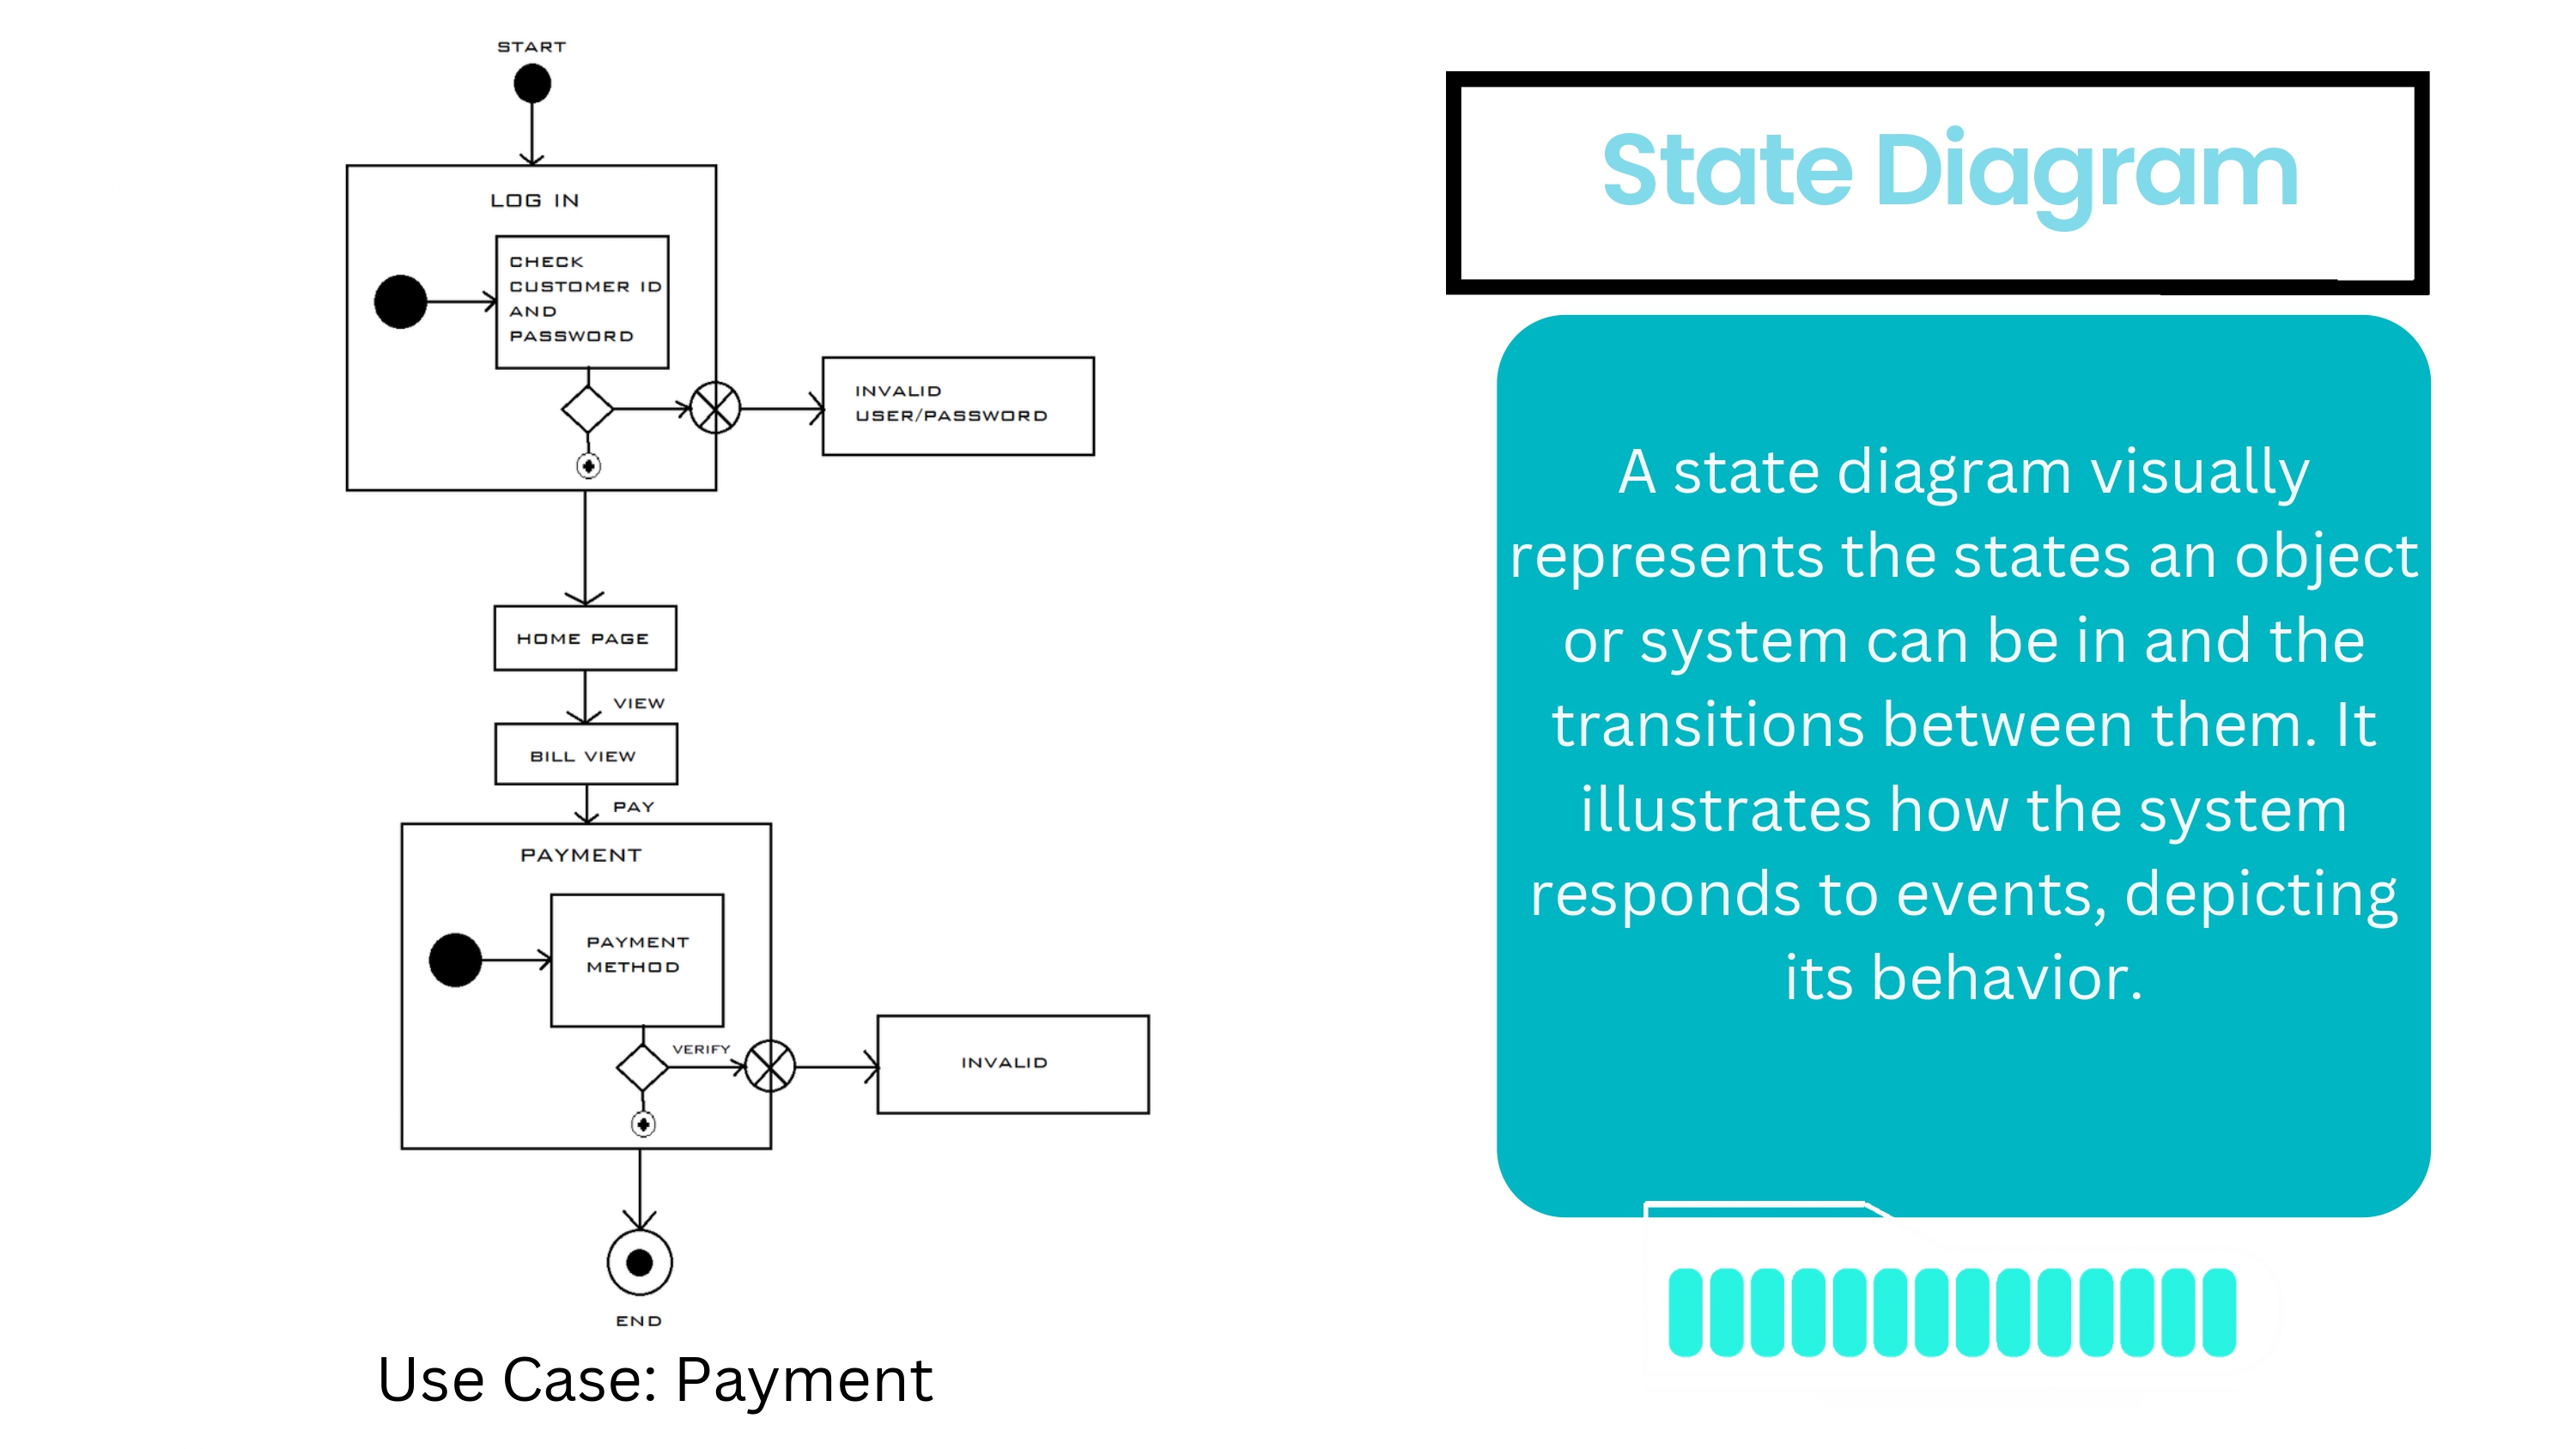 START
LOG IN
CHECK
CUSTOMER ID
AND
PASSWORD
INVALID
USER/PASSWORD
HOME PAGE
VIEW
BILL VIEW
PAY
PAYMENT
PAYMENT
METHOD
VERIFY
INVALID
END
Use Case: Payment
State Diagram
A state diagram visually
represents the states an object
or system can be in and the
transitions between them. It
illustrates how the system
responds to events, depicting
its behavior.